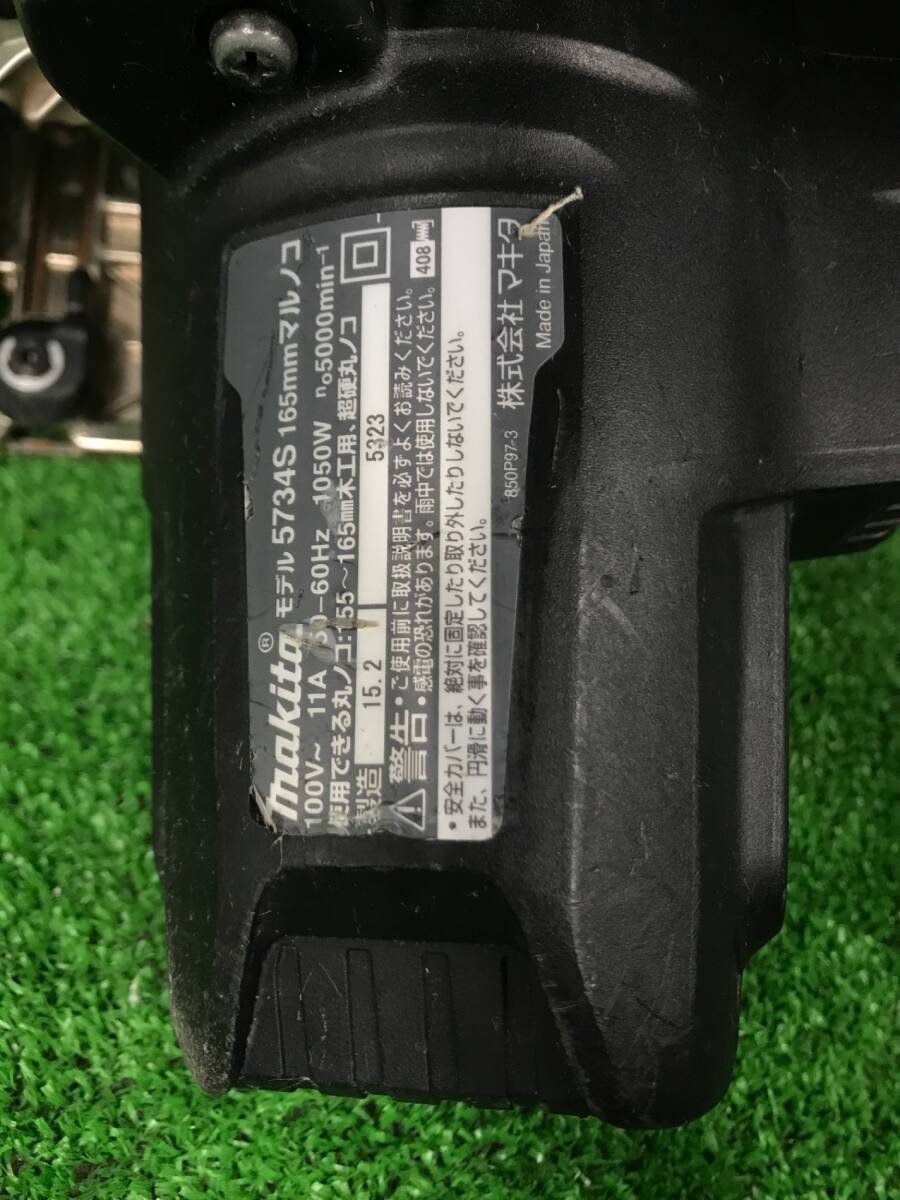 makita® モデル 5734S 165mmマルノコ
100V～ 11A 50-60Hz 1050W n₀5000min⁻¹
使用できる丸ノコ:155～165mm木工用、超硬丸ノコ
製造 15.2 5323
警告
・ご使用前に取扱説明書を必ずよくお読みください。
・感電の恐れがあります。雨中では使用しないでください。
408
・安全カバーは、絶対に固定したり取り外したりしないでください。
また、円滑に動く事を確認してください。
850P97-3 株式会社マキタ
Made in Japan